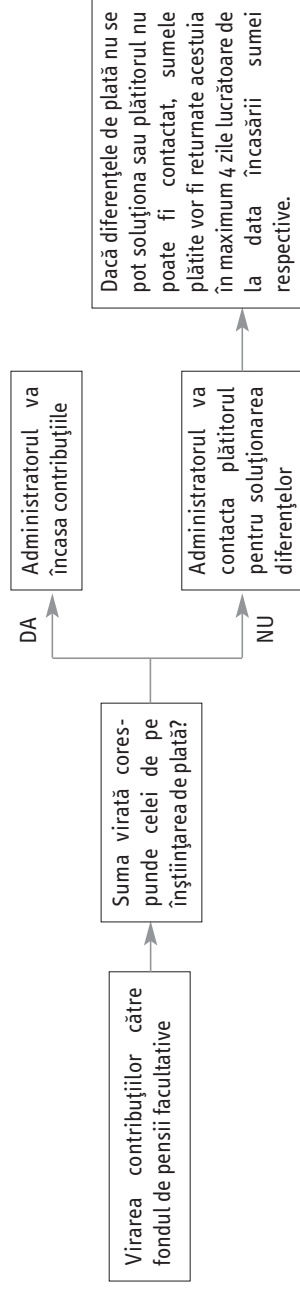 Virarea contribuţiilor către
fondul de pensii facultative
Suma virată cores-
punde celei de pe
înştiinţarea de plată?
DA
Administratorul va
încasa contribuţiile
NU
Administratorul va
contacta plătitorul
pentru soluţionarea
diferenţelor
Dacă diferenţele de plată nu se
pot soluţiona sau plătitorul nu
poate fi contactat, sumele
plătite vor fi returnate acestuia
în maximum 4 zile lucrătoare de
la data încasării sumei
respective.